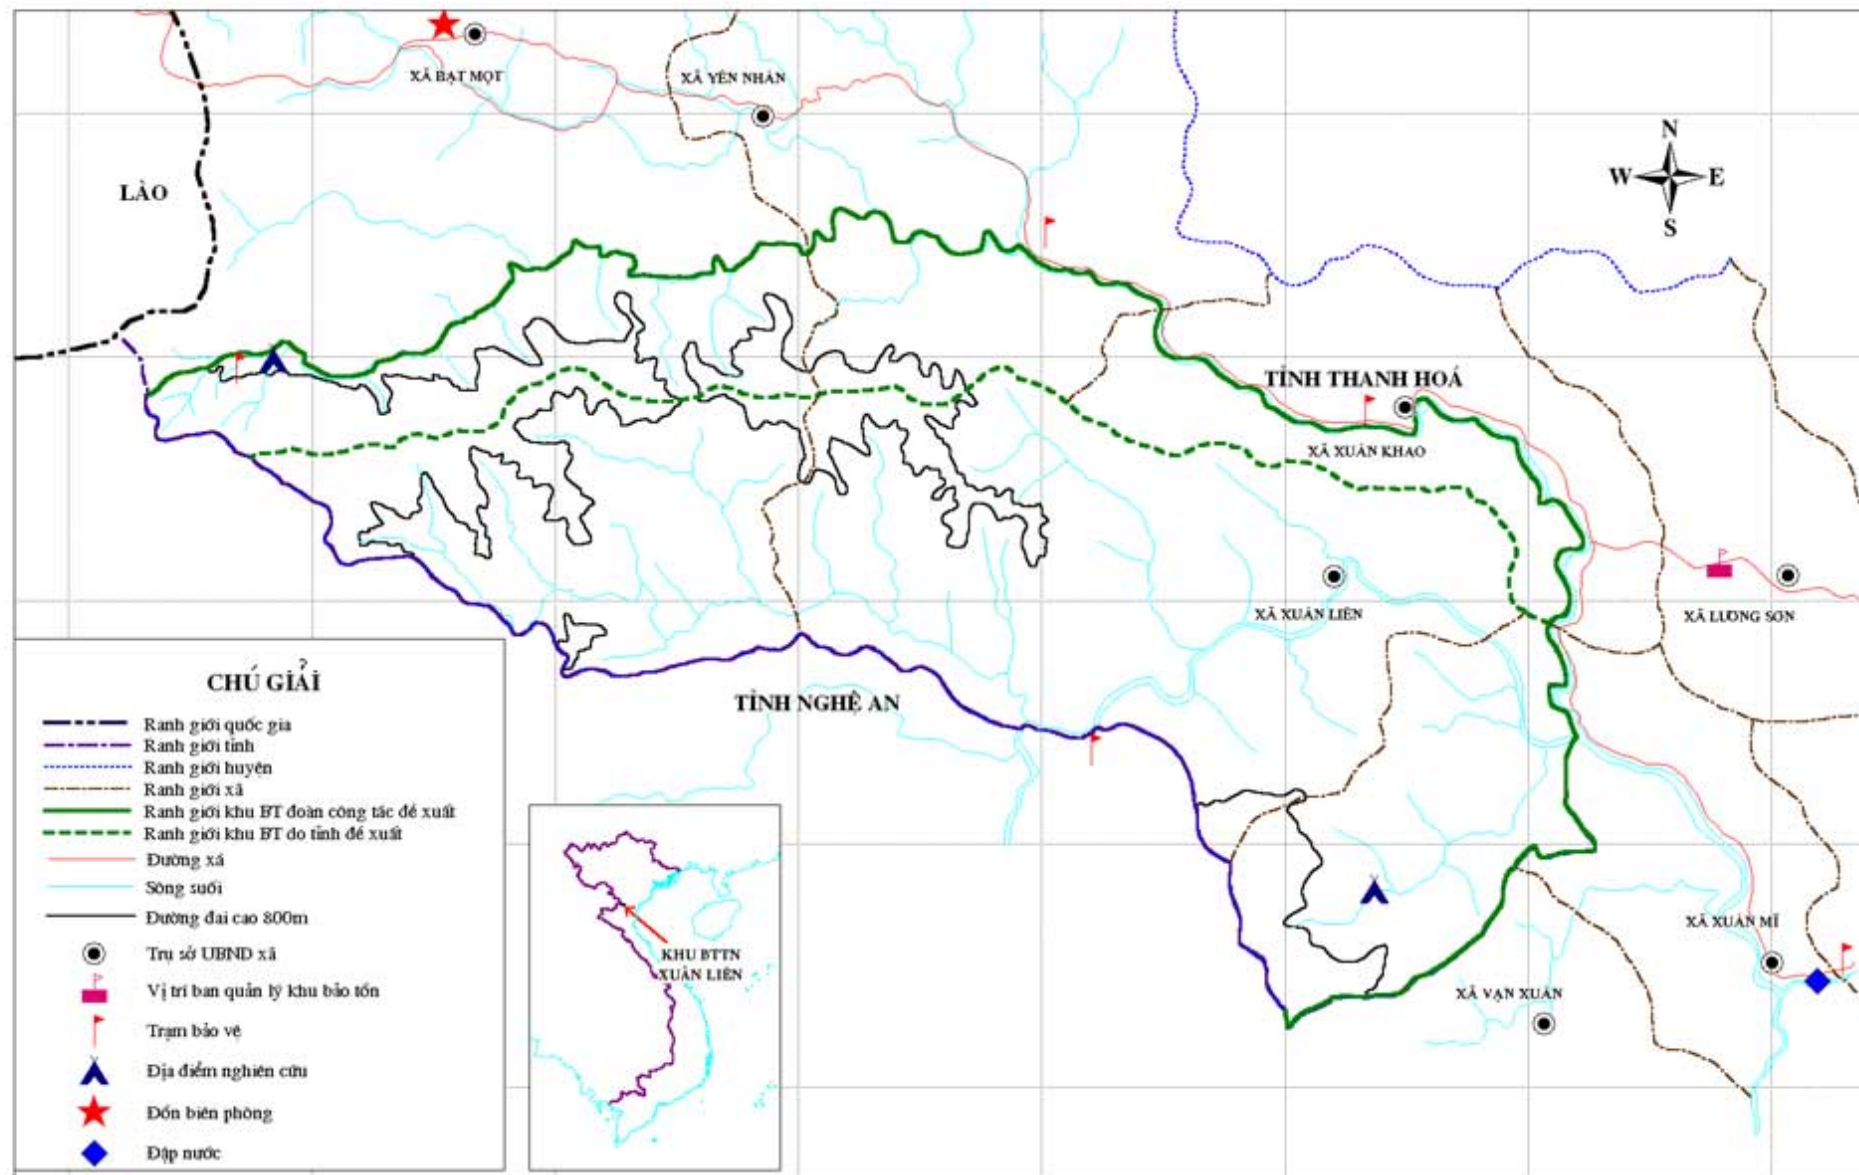 XÃ BẠT MỌT
XÃ YÊN NHÂN
N
W E
S
LÀO
TỈNH THANH HOÁ
XÃ XUÂN KHAO
XÃ XUÂN LIÊN
XÃ LƯƠNG SƠN
TỈNH NGHỆ AN
CHÚ GIẢI
Ranh giới quốc gia
Ranh giới tỉnh
Ranh giới huyện
Ranh giới xã
Ranh giới khu BT đoàn công tác đề xuất
Ranh giới khu BT do tỉnh đề xuất
Đường xá
Sông suối
Đường đai cao 800m
Trụ sở UBND xã
Vị trí ban quản lý khu bảo tồn
Trạm bảo vệ
Địa điểm nghiên cứu
Đồn biên phòng
Đập nước
KHU BTTN
XUÂN LIÊN
XÃ XUÂN MĨ
XÃ VẠN XUÂN